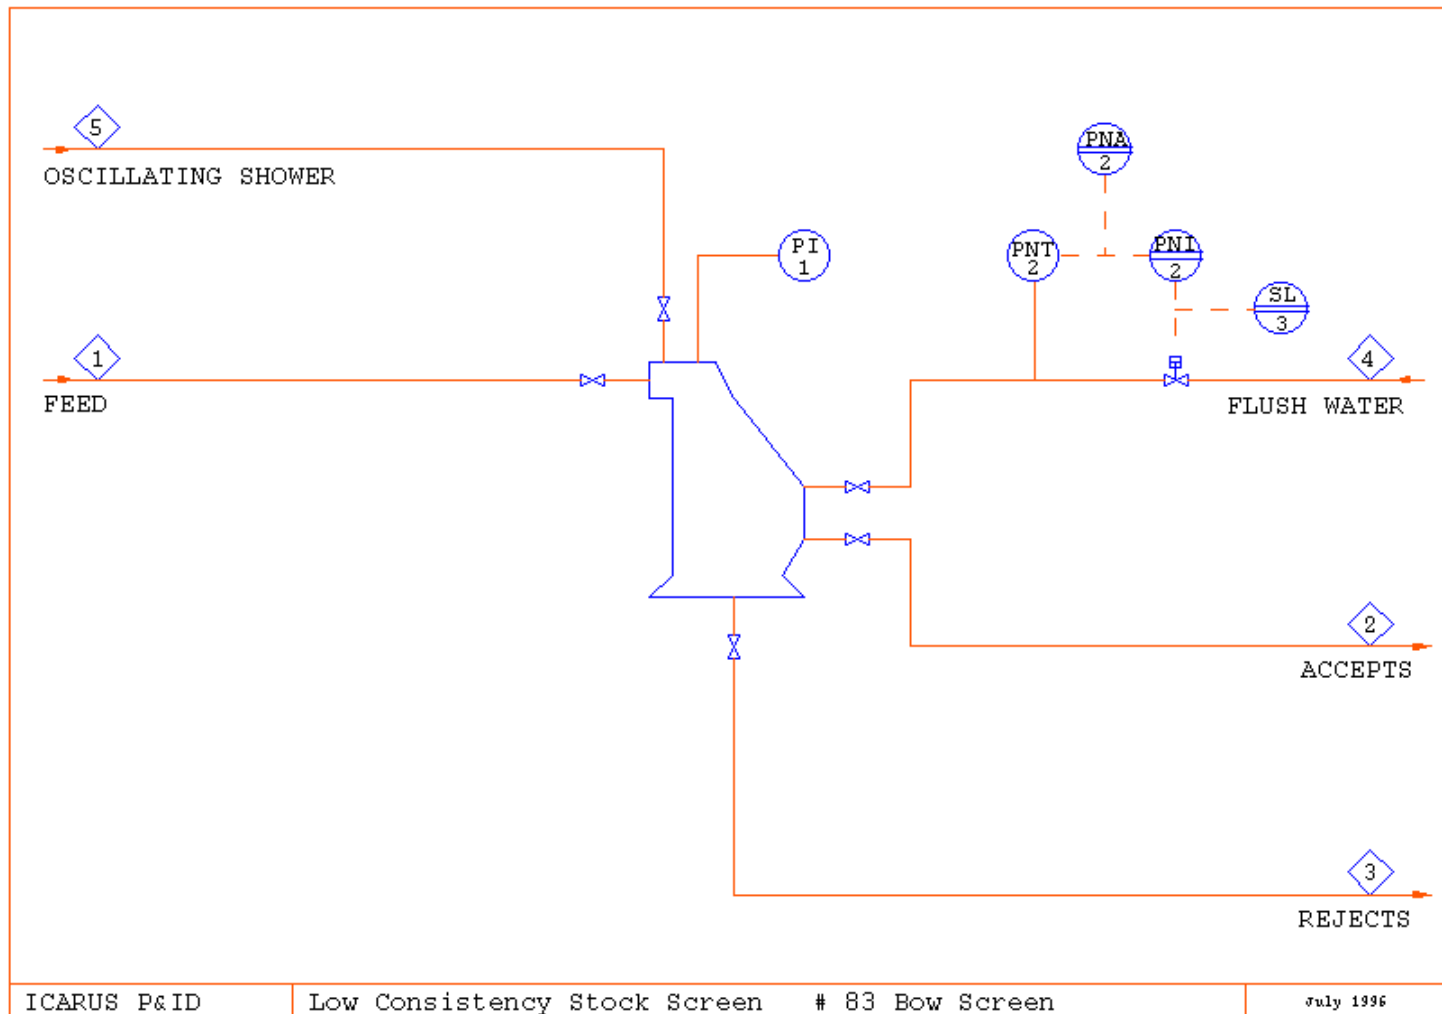 5
OSCILLATING SHOWER
PNA
2
PI
1
PNT
2
PNI
2
SL
3
1
FEED
4
FLUSH WATER
2
ACCEPTS
3
REJECTS
ICARUS P&ID
Low Consistency Stock Screen # 83 Bow Screen
July 1996